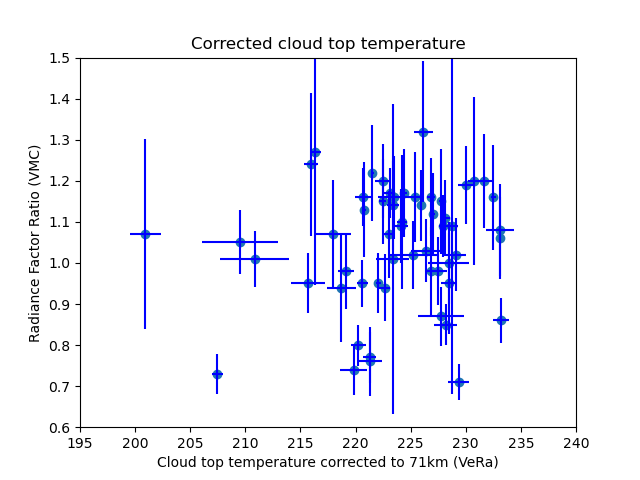 Corrected cloud top temperature
Radiance Factor Ratio (VMC)
1.5
1.4
1.3
1.2
1.1
1.0
0.9
0.8
0.7
0.6
195 200 205 210 215 220 225 230 235 240
Cloud top temperature corrected to 71km (VeRa)